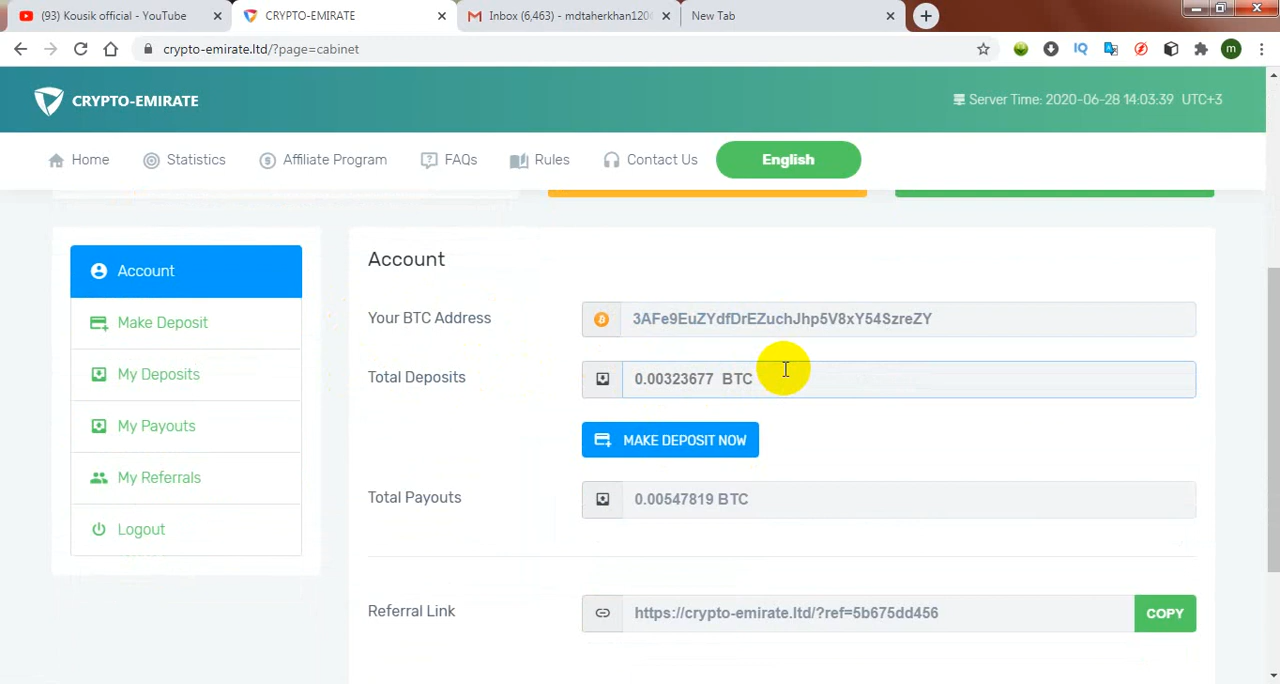 (93) Kousik official - YouTube
CRYPTO-EMIRATE
Inbox (6,463) - mdtaherkhan120
New Tab
crypto-emirate.ltd/?page=cabinet
IQ
m
CRYPTO-EMIRATE
Server Time: 2020-06-28 14:03:39 UTC+3
Home
Statistics
Affiliate Program
FAQs
Rules
Contact Us
English
Account
Make Deposit
My Deposits
My Payouts
My Referrals
Logout
Account
Your BTC Address
3AFe9EuZYdfDrEZuchJhp5V8xY54SzreZY
Total Deposits
0.00323677 BTC
MAKE DEPOSIT NOW
Total Payouts
0.00547819 BTC
Referral Link
https://crypto-emirate.ltd/?ref=5b675dd456
COPY